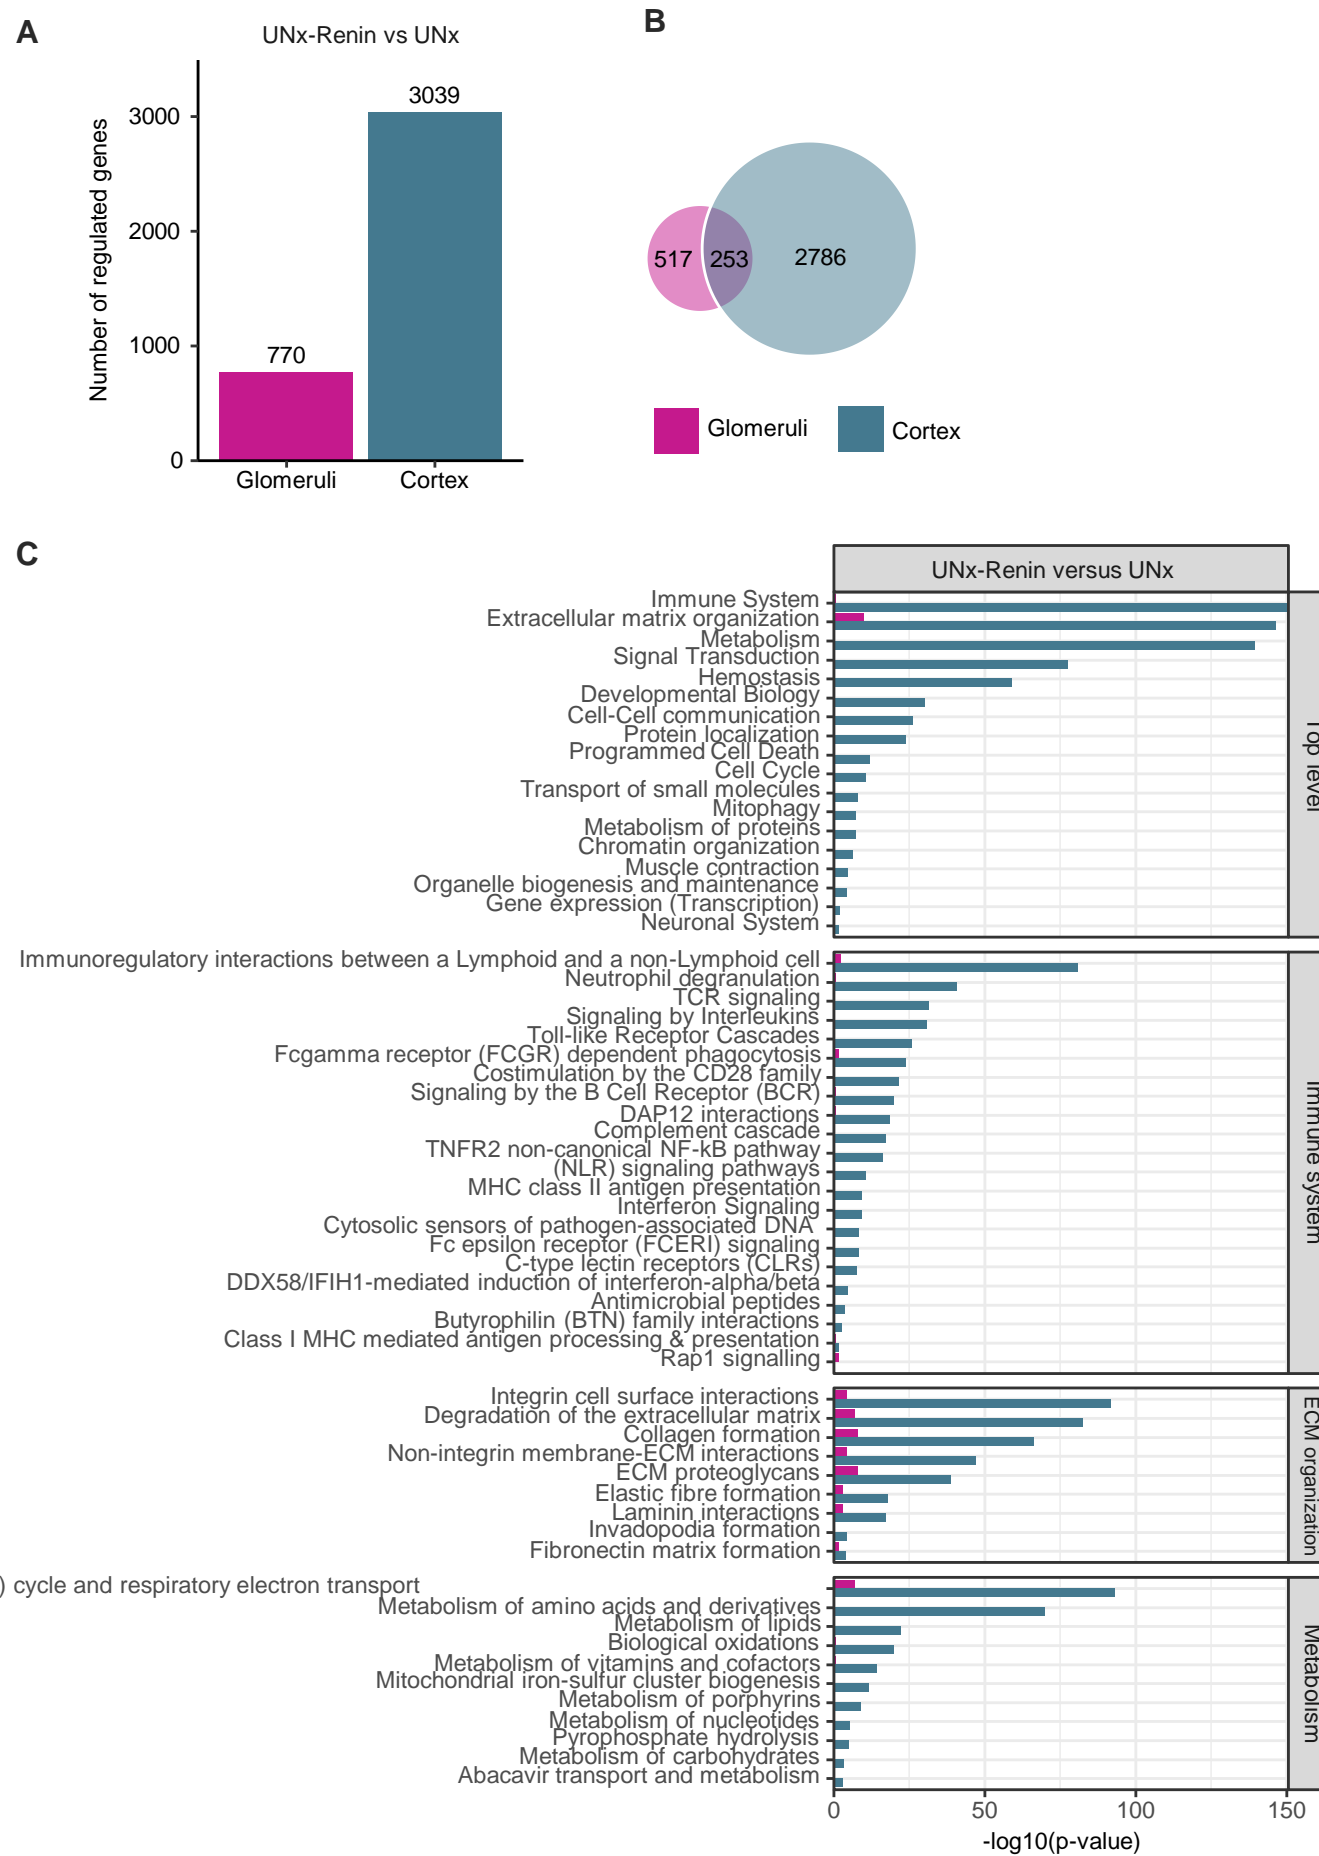 A
UNx-Renin vs UNx
Number of regulated genes
3000
2000
1000
0
770
3039
Glomeruli
Cortex
B
517
253
2786
Glomeruli
Cortex
C
UNx-Renin versus UNx
Immune System
Extracellular matrix organization
Metabolism
Signal Transduction
Hemostasis
Developmental Biology
Cell-Cell communication
Protein localization
Programmed Cell Death
Cell Cycle
Transport of small molecules
Mitophagy
Metabolism of proteins
Chromatin organization
Muscle contraction
Organelle biogenesis and maintenance
Gene expression (Transcription)
Neuronal System
Top level
Immunoregulatory interactions between a Lymphoid and a non-Lymphoid cell
Neutrophil degranulation
TCR signaling
Signaling by Interleukins
Toll-like Receptor Cascades
Fcgamma receptor (FCGR) dependent phagocytosis
Costimulation by the CD28 family
Signaling by the B Cell Receptor (BCR)
DAP12 interactions
Complement cascade
TNFR2 non-canonical NF-kB pathway
(NLR) signaling pathways
MHC class II antigen presentation
Interferon Signaling
Cytosolic sensors of pathogen-associated DNA
Fc epsilon receptor (FCERI) signaling
C-type lectin receptors (CLRs)
DDX58/IFIH1-mediated induction of interferon-alpha/beta
Antimicrobial peptides
Butyrophilin (BTN) family interactions
Class I MHC mediated antigen processing & presentation
Rap1 signalling
Immune system
Integrin cell surface interactions
Degradation of the extracellular matrix
Collagen formation
Non-integrin membrane-ECM interactions
ECM proteoglycans
Elastic fibre formation
Laminin interactions
Invadopodia formation
Fibronectin matrix formation
ECM organization
) cycle and respiratory electron transport
Metabolism of amino acids and derivatives
Metabolism of lipids
Biological oxidations
Metabolism of vitamins and cofactors
Mitochondrial iron-sulfur cluster biogenesis
Metabolism of porphyrins
Metabolism of nucleotides
Pyrophosphate hydrolysis
Metabolism of carbohydrates
Abacavir transport and metabolism
Metabolism
0
50
100
150
-log10(p-value)